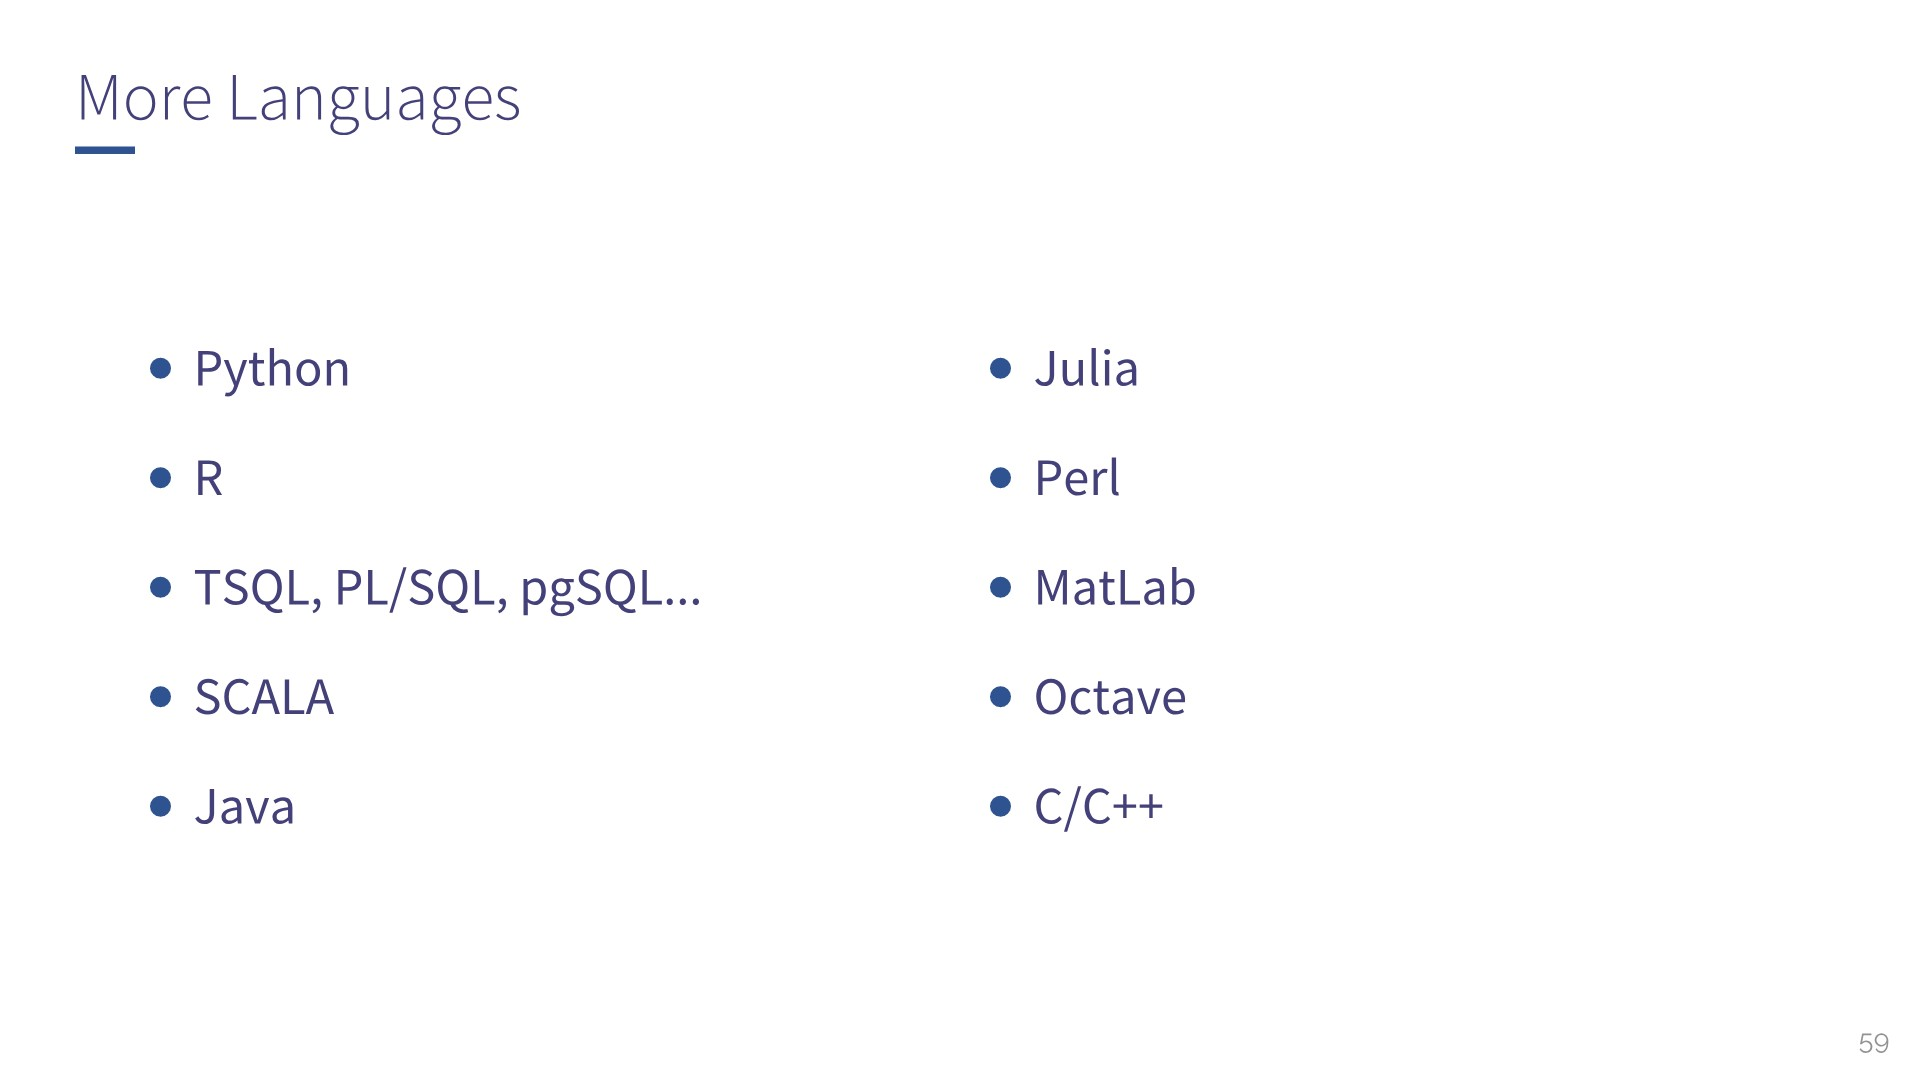 More Languages
Python
R
TSQL, PL/SQL, pgSQL...
SCALA
Java
Julia
Perl
MatLab
Octave
C/C++
59